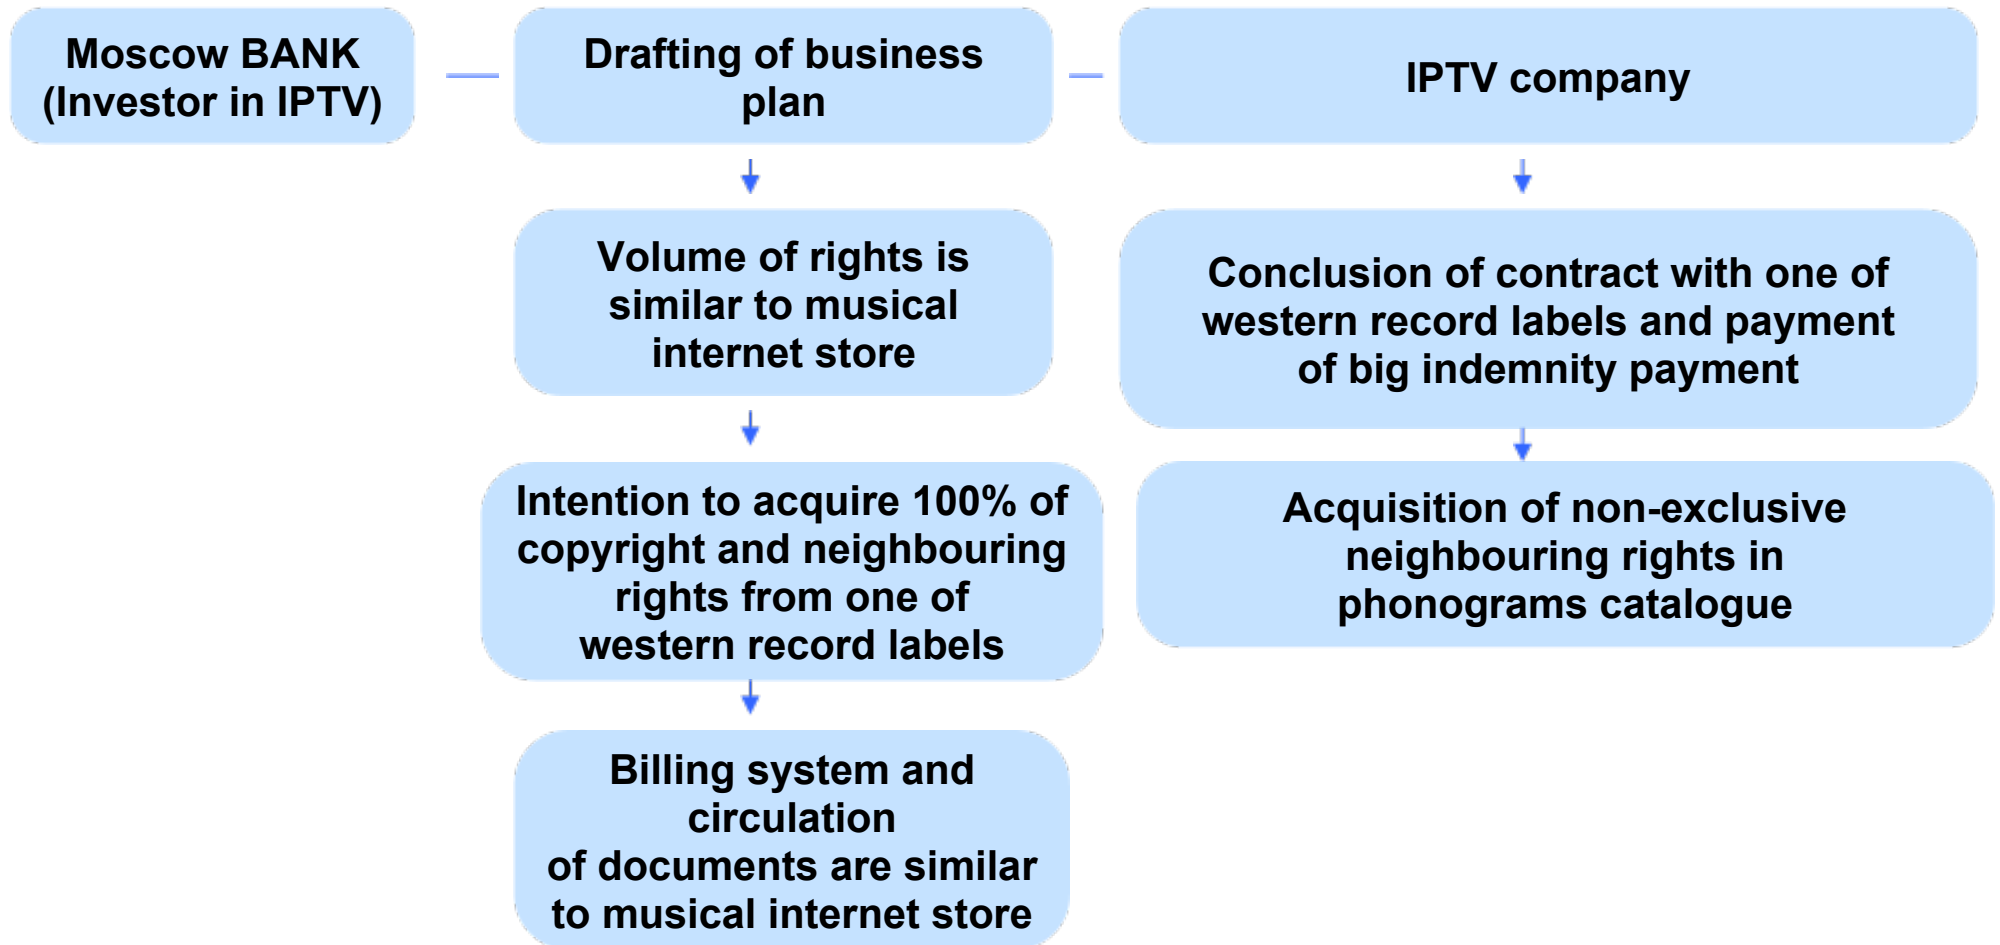 Moscow BANK
(Investor in IPTV)
Drafting of business
plan
IPTV company
Volume of rights is
similar to musical
internet store
Conclusion of contract with one of
western record labels and payment
of big indemnity payment
Intention to acquire 100% of
copyright and neighbouring
rights from one of
western record labels
Acquisition of non-exclusive
neighbouring rights in
phonograms catalogue
Billing system and
circulation
of documents are similar
to musical internet store